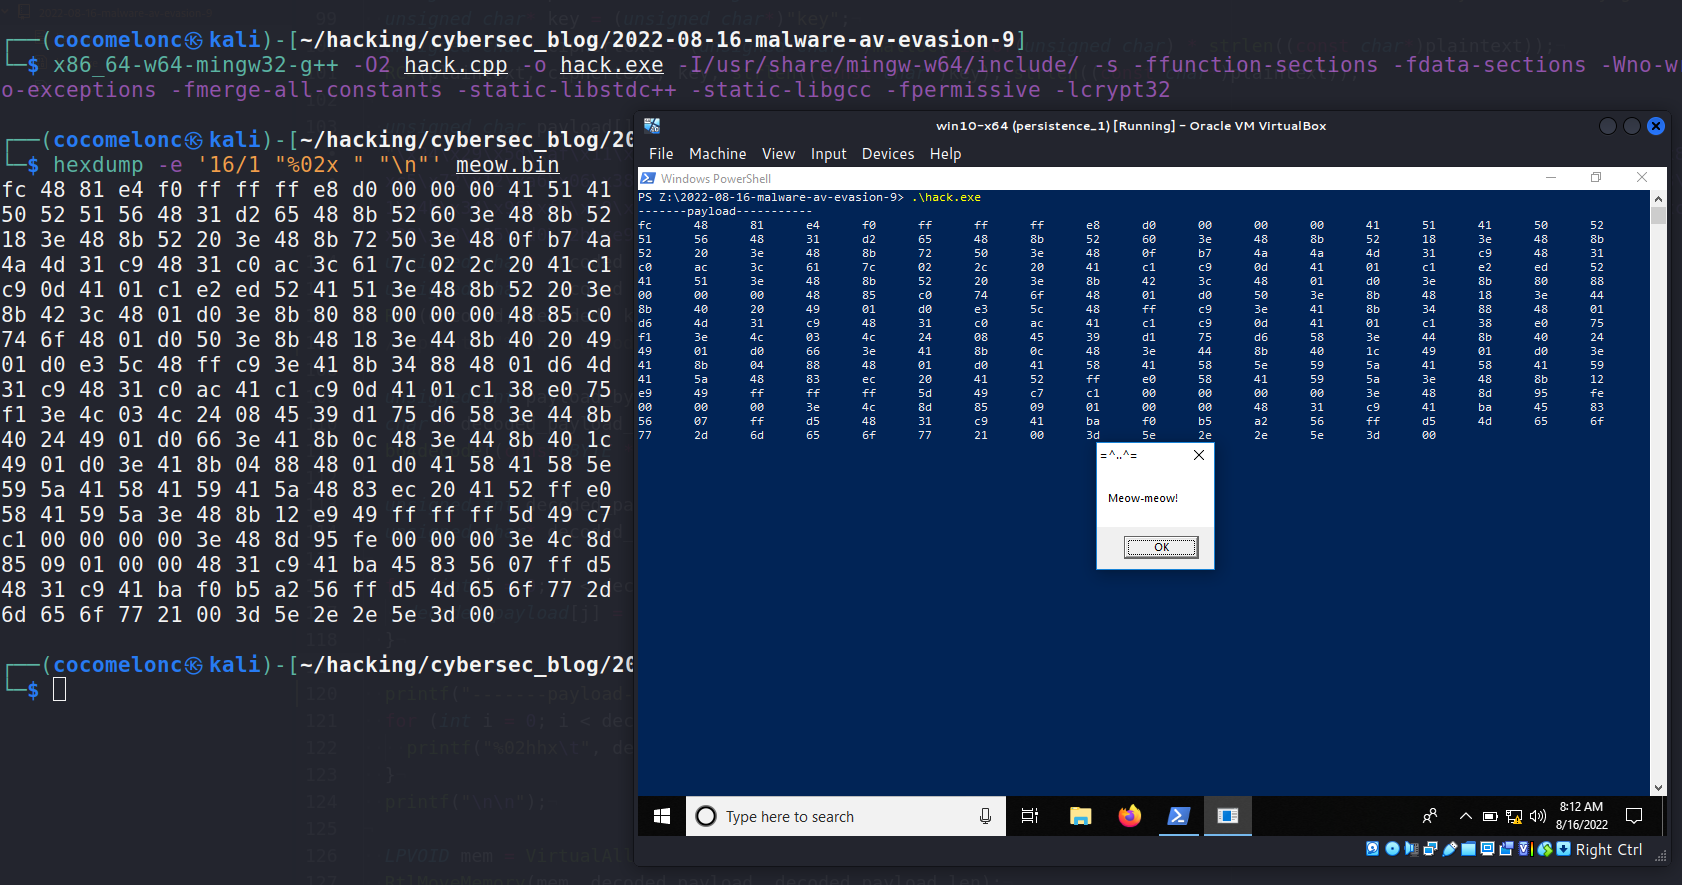 ┌──(cocomelonc㉿kali)-[~/hacking/cybersec_blog/2022-08-16-malware-av-evasion-9]
└─$ x86_64-w64-mingw32-g++ -O2 hack.cpp -o hack.exe -I/usr/share/mingw-w64/include/ -s -ffunction-sections -fdata-sections -Wno-wr
o-exceptions -fmerge-all-constants -static-libstdc++ -static-libgcc -fpermissive -lcrypt32
┌──(cocomelonc㉿kali)-[~/hacking/cybersec_blog/20
└─$ hexdump -e '16/1 "%02x " "\n"' meow.bin
fc 48 81 e4 f0 ff ff ff e8 d0 00 00 00 41 51 41
50 52 51 56 48 31 d2 65 48 8b 52 60 3e 48 8b 52
18 3e 48 8b 52 20 3e 48 8b 72 50 3e 48 0f b7 4a
4a 4d 31 c9 48 31 c0 ac 3c 61 7c 02 2c 20 41 c1
c9 0d 41 01 c1 e2 ed 52 41 51 3e 48 8b 52 20 3e
8b 42 3c 48 01 d0 3e 8b 80 88 00 00 00 48 85 c0
74 6f 48 01 d0 50 3e 8b 48 18 3e 44 8b 40 20 49
01 d0 e3 5c 48 ff c9 3e 41 8b 34 88 48 01 d6 4d
31 c9 48 31 c0 ac 41 c1 c9 0d 41 01 c1 38 e0 75
f1 3e 4c 03 4c 24 08 45 39 d1 75 d6 58 3e 44 8b
40 24 49 01 d0 66 3e 41 8b 0c 48 3e 44 8b 40 1c
49 01 d0 3e 41 8b 04 88 48 01 d0 41 58 41 58 5e
59 5a 41 58 41 59 41 5a 48 83 ec 20 41 52 ff e0
58 41 59 5a 3e 48 8b 12 e9 49 ff ff ff 5d 49 c7
c1 00 00 00 00 3e 48 8d 95 fe 00 00 00 3e 4c 8d
85 09 01 00 00 48 31 c9 41 ba 45 83 56 07 ff d5
48 31 c9 41 ba f0 b5 a2 56 ff d5 4d 65 6f 77 2d
6d 65 6f 77 21 00 3d 5e 2e 2e 5e 3d 00
┌──(cocomelonc㉿kali)-[~/hacking/cybersec_blog/20
└─$
win10-x64 (persistence_1) [Running] - Oracle VM VirtualBox
File Machine View Input Devices Help
Windows PowerShell
PS Z:\2022-08-16-malware-av-evasion-9> .\hack.exe
-------payload-----------
fc 48 81 e4 f0 ff ff ff e8 d0 00 00 00 41 51 41 50 52
51 56 48 31 d2 65 48 8b 52 60 3e 48 8b 52 18 3e 48 8b
52 20 3e 48 8b 72 50 3e 48 0f b7 4a 4a 4d 31 c9 48 31
c0 ac 3c 61 7c 02 2c 20 41 c1 c9 0d 41 01 c1 e2 ed 52
41 51 3e 48 8b 52 20 3e 8b 42 3c 48 01 d0 3e 8b 80 88
00 00 00 48 85 c0 74 6f 48 01 d0 50 3e 8b 48 18 3e 44
8b 40 20 49 01 d0 e3 5c 48 ff c9 3e 41 8b 34 88 48 01
d6 4d 31 c9 48 31 c0 ac 41 c1 c9 0d 41 01 c1 38 e0 75
f1 3e 4c 03 4c 24 08 45 39 d1 75 d6 58 3e 44 8b 40 24
49 01 d0 66 3e 41 8b 0c 48 3e 44 8b 40 1c 49 01 d0 3e
41 8b 04 88 48 01 d0 41 58 41 58 5e 59 5a 41 58 41 59
41 5a 48 83 ec 20 41 52 ff e0 58 41 59 5a 3e 48 8b 12
e9 49 ff ff ff 5d 49 c7 c1 00 00 00 00 3e 48 8d 95 fe
00 00 00 3e 4c 8d 85 09 01 00 00 48 31 c9 41 ba 45 83
56 07 ff d5 48 31 c9 41 ba f0 b5 a2 56 ff d5 4d 65 6f
77 2d 6d 65 6f 77 21 00 3d 5e 2e 2e 5e 3d 00
=^..^=
Meow-meow!
OK
Type here to search
8:12 AM
8/16/2022
Right Ctrl